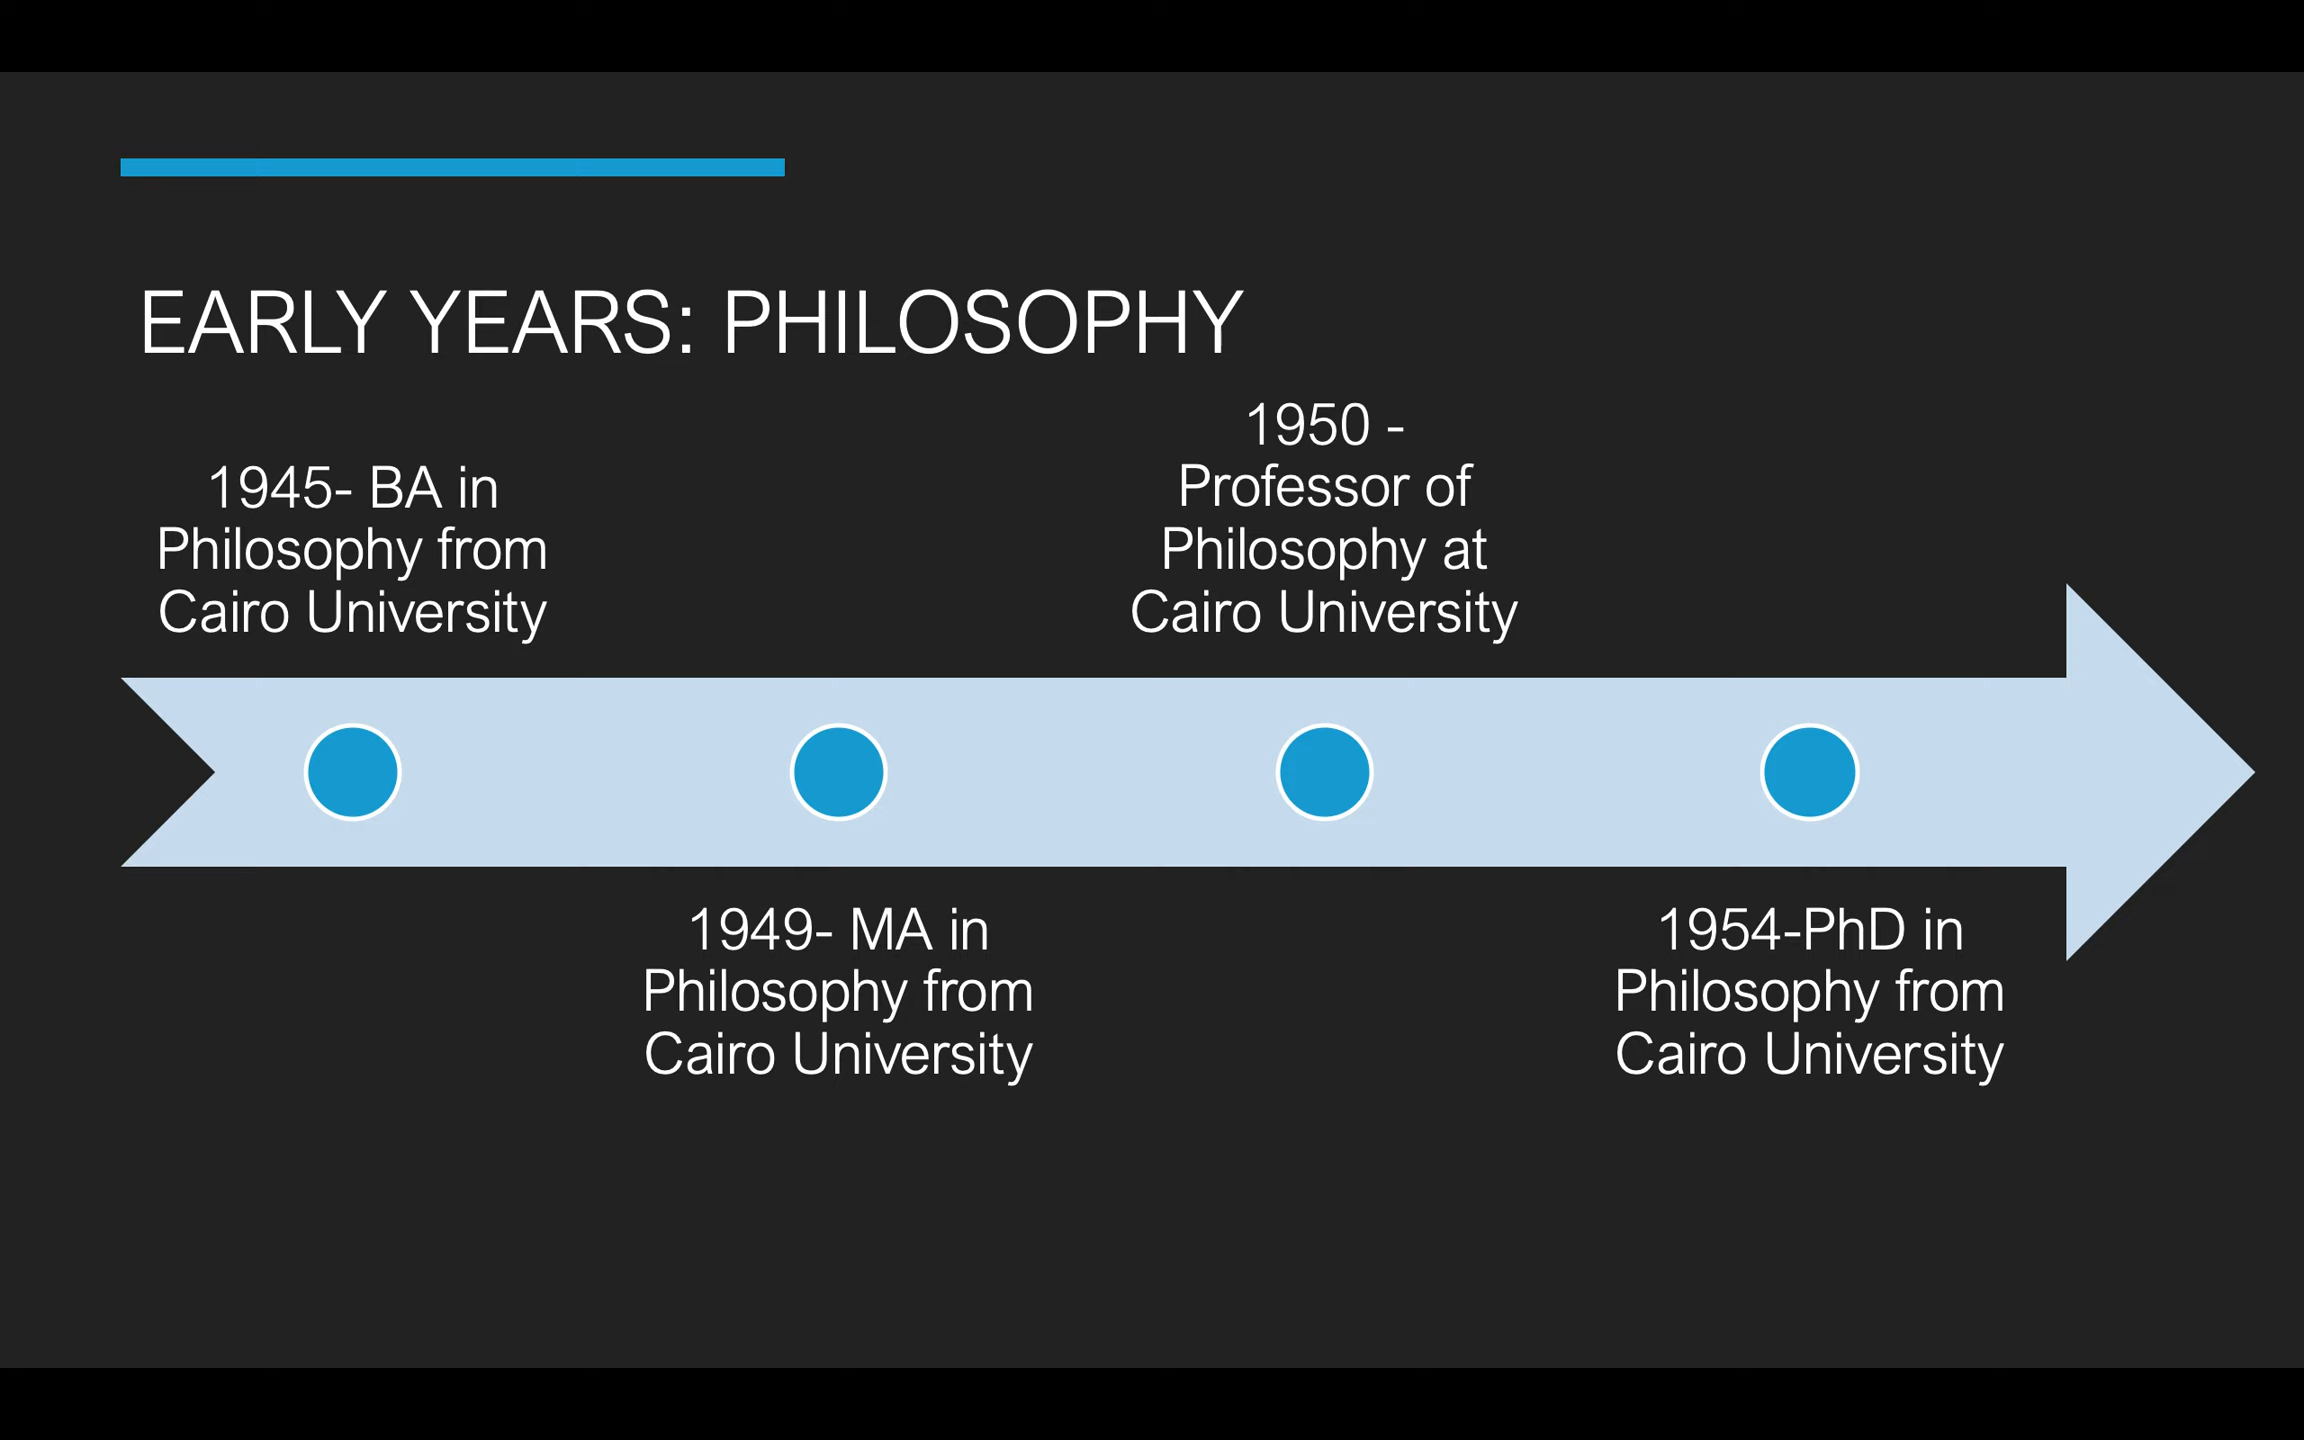 EARLY YEARS: PHILOSOPHY
1945- BA in
Philosophy from
Cairo University
1949- MA in
Philosophy from
Cairo University
1950 -
Professor of
Philosophy at
Cairo University
1954-PhD in
Philosophy from
Cairo University